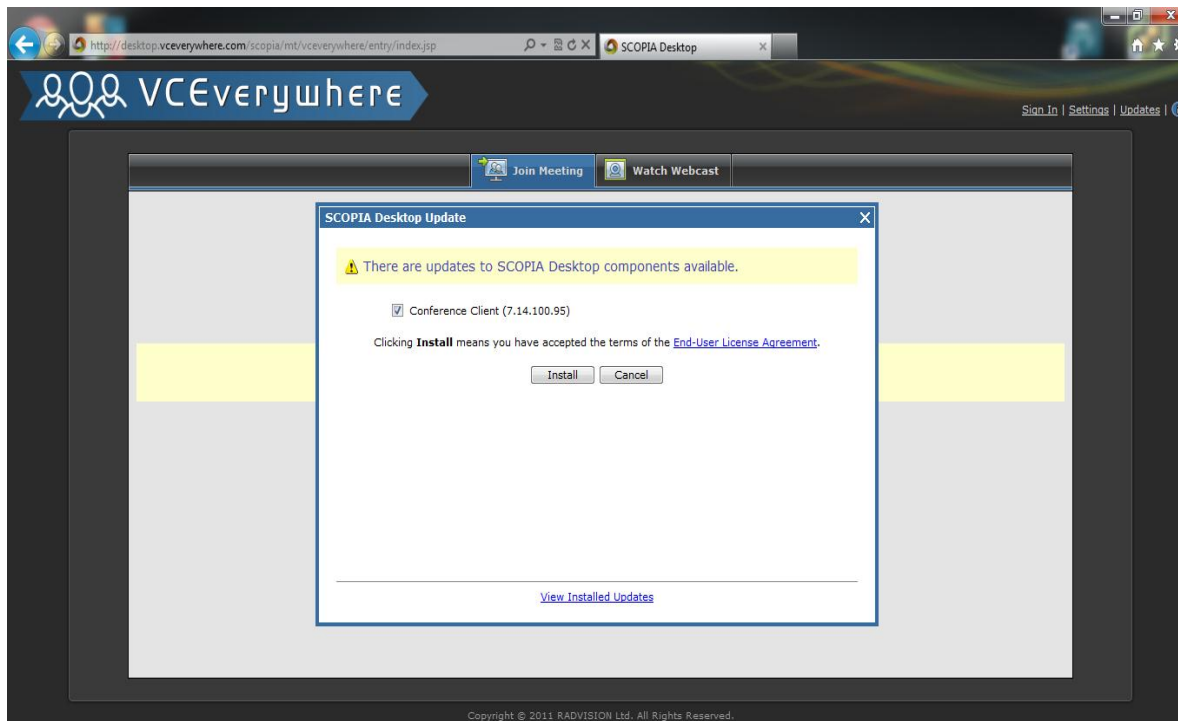 http://desktop.vceverywhere.com/scopia/mt/vceverywhere/entry/index.jsp
SCOPIA Desktop
VCEverywhere
Sign In | Settings | Updates |
Join Meeting
Watch Webcast
SCOPIA Desktop Update
There are updates to SCOPIA Desktop components available.
Conference Client (7.14.100.95)
Clicking Install means you have accepted the terms of the End-User License Agreement.
Install
Cancel
View Installed Updates
Copyright © 2011 RADVISION Ltd. All Rights Reserved.